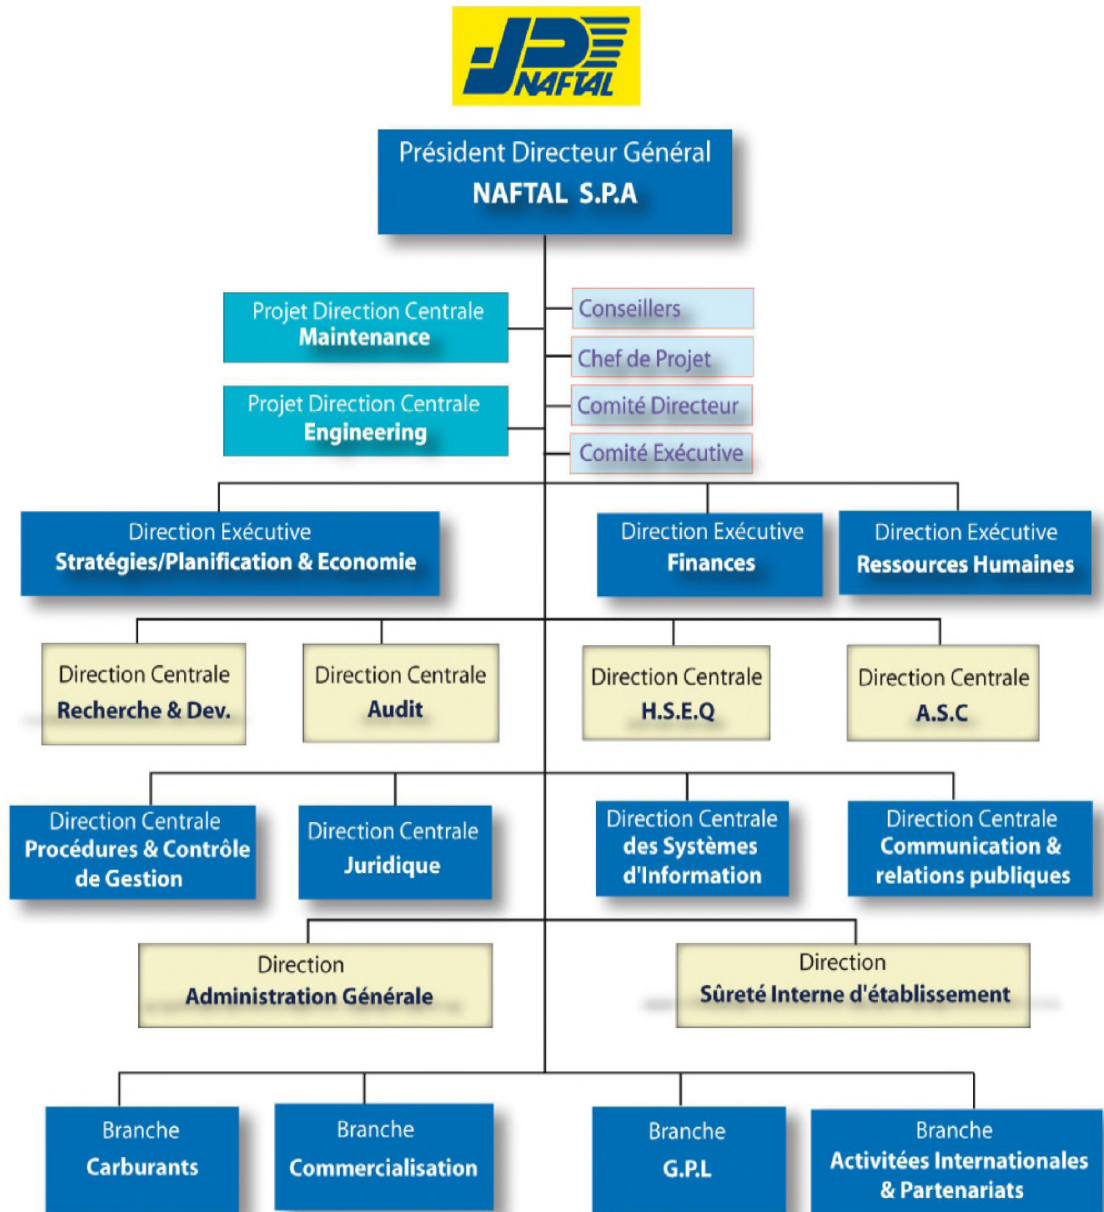 NAFTAL
Président Directeur Général
NAFTAL S.P.A
Projet Direction Centrale
Maintenance
Conseillers
Chef de Projet
Projet Direction Centrale
Engineering
Comité Directeur
Comité Exécutive
Direction Exécutive
Stratégies/Planification & Economie
Direction Exécutive
Finances
Direction Exécutive
Ressources Humaines
Direction Centrale
Recherche & Dev.
Direction Centrale
Audit
Direction Centrale
H.S.E.Q
Direction Centrale
A.S.C
Direction Centrale
Procédures & Contrôle
de Gestion
Direction Centrale
Juridique
Direction Centrale
des Systèmes
d'Information
Direction Centrale
Communication &
relations publiques
Direction
Administration Générale
Direction
Sûreté Interne d'établissement
Branche
Carburants
Branche
Commercialisation
Branche
G.P.L
Branche
Activitées Internationales
& Partenariats